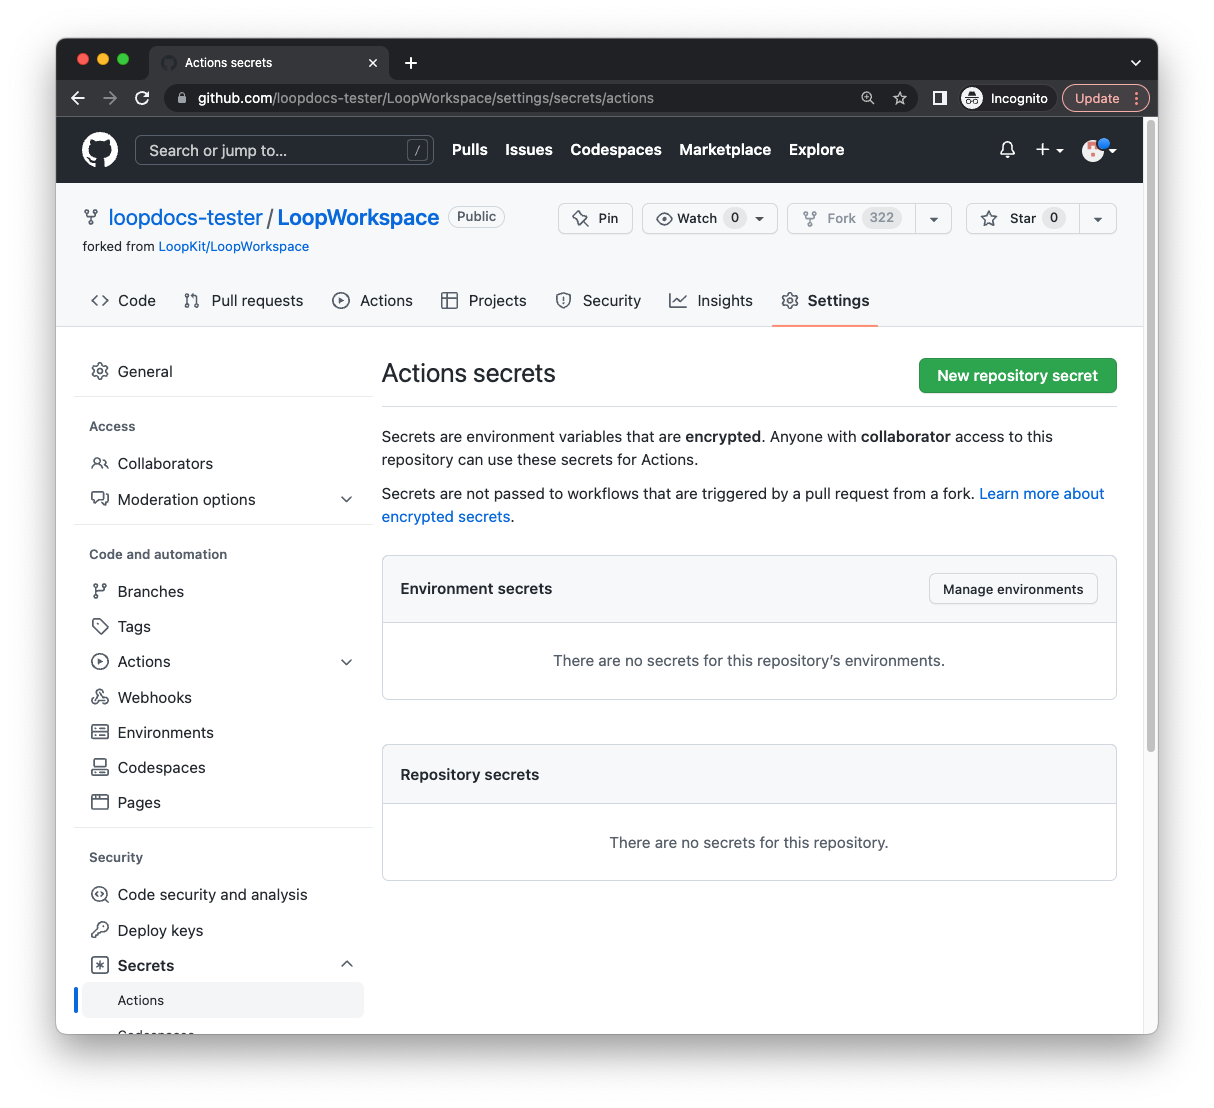 Actions secrets
github.com/loopdocs-tester/LoopWorkspace/settings/secrets/actions
Incognito
Update
Search or jump to...
/
Pulls
Issues
Codespaces
Marketplace
Explore
loopdocs-tester / LoopWorkspace
Public
Pin
Watch 0
Fork 322
Star 0
forked from LoopKit/LoopWorkspace
Code
Pull requests
Actions
Projects
Security
Insights
Settings
General
Access
Collaborators
Moderation options
Code and automation
Branches
Tags
Actions
Webhooks
Environments
Codespaces
Pages
Security
Code security and analysis
Deploy keys
Secrets
Actions
Codespaces
Actions secrets
New repository secret
Secrets are environment variables that are encrypted. Anyone with collaborator access to this
repository can use these secrets for Actions.
Secrets are not passed to workflows that are triggered by a pull request from a fork. Learn more about
encrypted secrets.
Environment secrets
Manage environments
There are no secrets for this repository’s environments.
Repository secrets
There are no secrets for this repository.